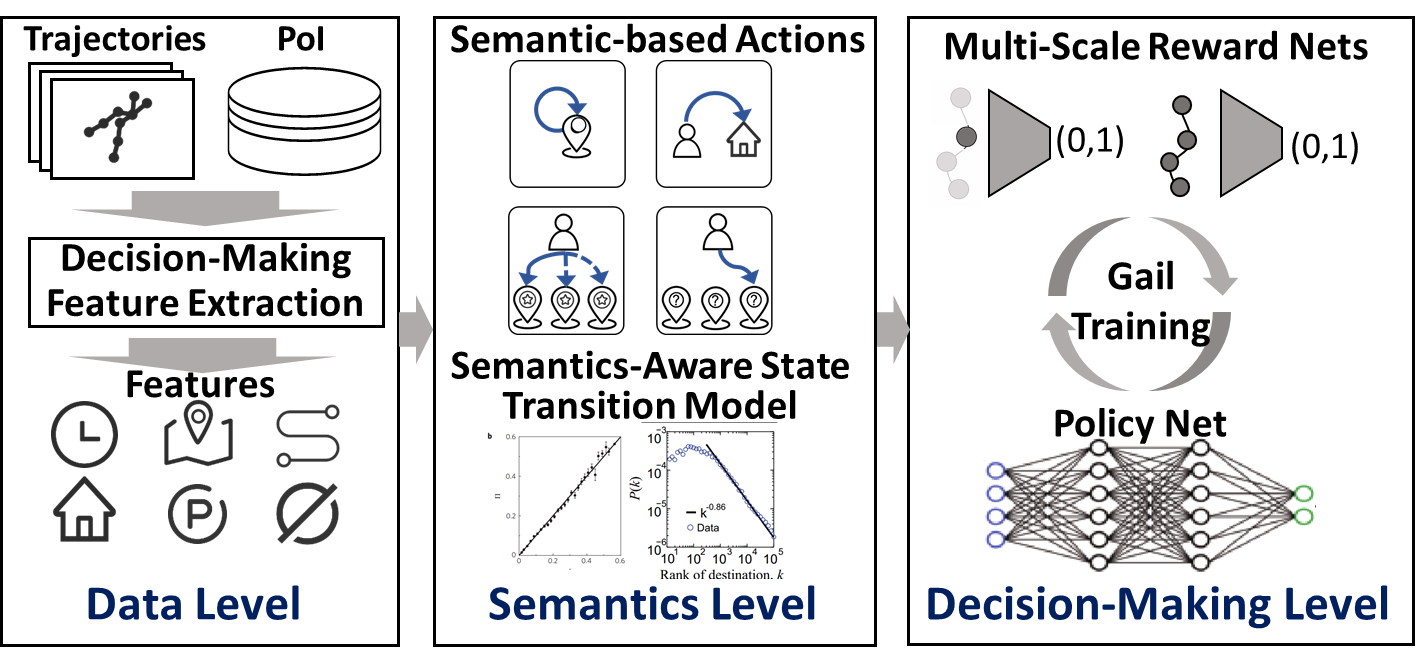 Trajectories
PoI
Decision-Making
Feature Extraction
Features
P
Data Level
Semantic-based Actions
? ? ?
Semantics-Aware State
Transition Model
b
0.6
0.4
0.2
0
0 0.2 0.4 0.6
n
10^-3
10^-4
10^-5
10^-6
P(k)
k^-0.86
Data
10^1 10^2 10^3 10^4 10^5
Rank of destination, k
Semantics Level
Multi-Scale Reward Nets
(0,1)
(0,1)
Gail
Training
Policy Net
Decision-Making Level